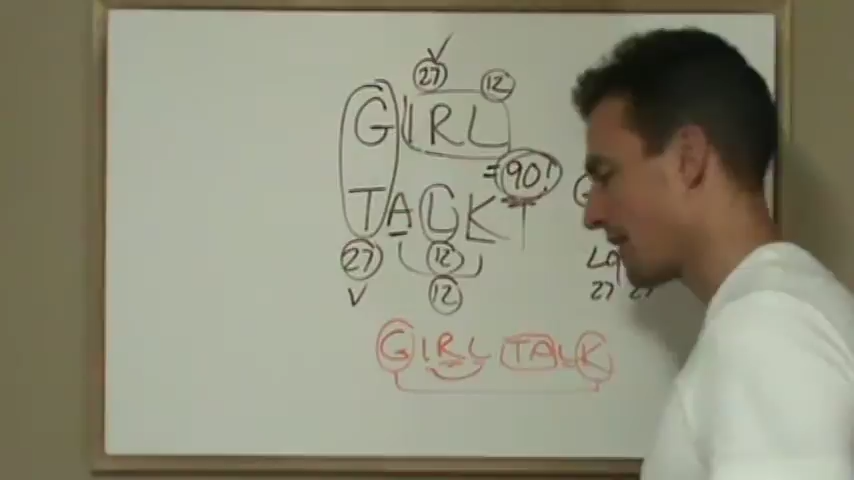 ✓
27 12
GIRL
=90!
TALK T
27 12
✓ 12
27
GIRL TALK